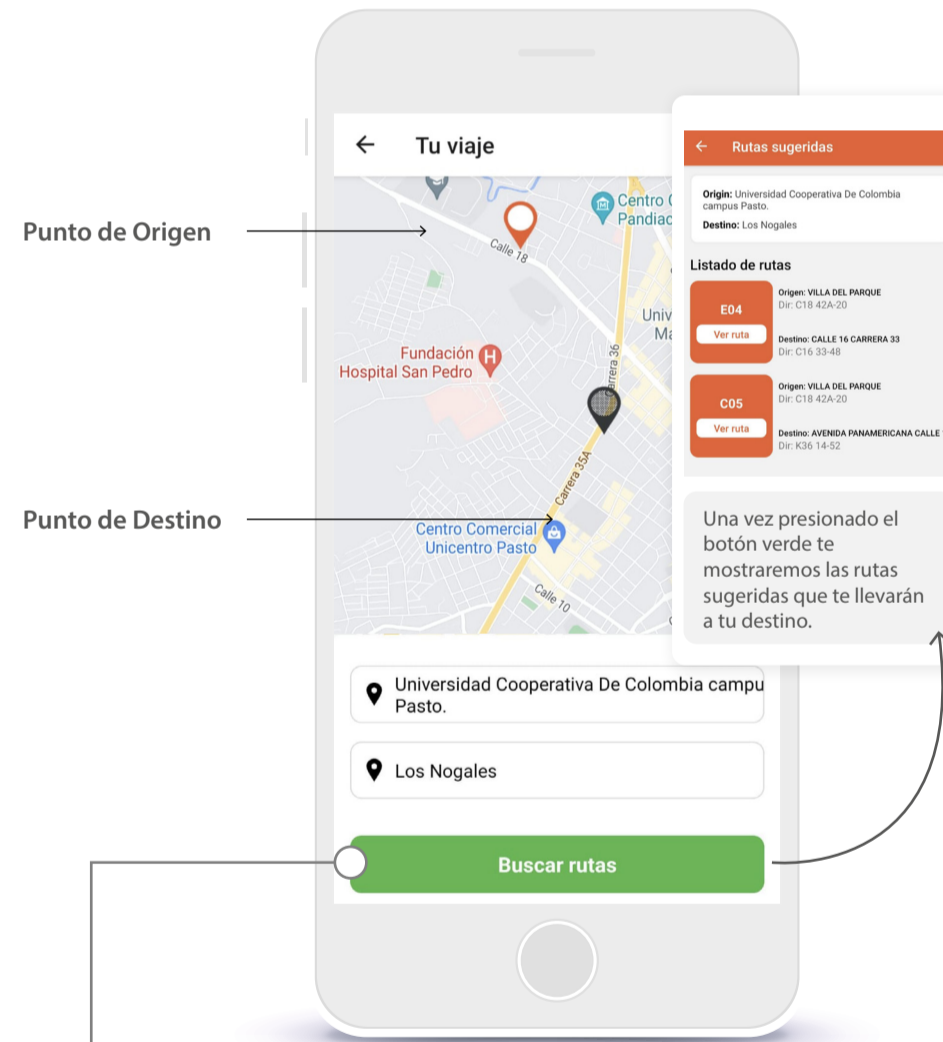 Tu viaje
Punto de Origen
Punto de Destino
Calle 18
Centro
Pandiac
Univ
Fundación
Hospital San Pedro
H
Carrera 36
Carrera 35A
Centro Comercial
Unicentro Pasto
Calle 10
Universidad Cooperativa De Colombia campu
Pasto.
Los Nogales
Buscar rutas
Rutas sugeridas
Origin: Universidad Cooperativa De Colombia
campus Pasto.
Destino: Los Nogales
Listado de rutas
E04
Ver ruta
Origen: VILLA DEL PARQUE
Dir: C18 42A-20
Destino: CALLE 16 CARRERA 33
Dir: C16 33-48
C05
Ver ruta
Origen: VILLA DEL PARQUE
Dir: C18 42A-20
Destino: AVENIDA PANAMERICANA CALLE
Dir: K36 14-52
Una vez presionado el
botón verde te
mostraremos las rutas
sugeridas que te llevarán
a tu destino.